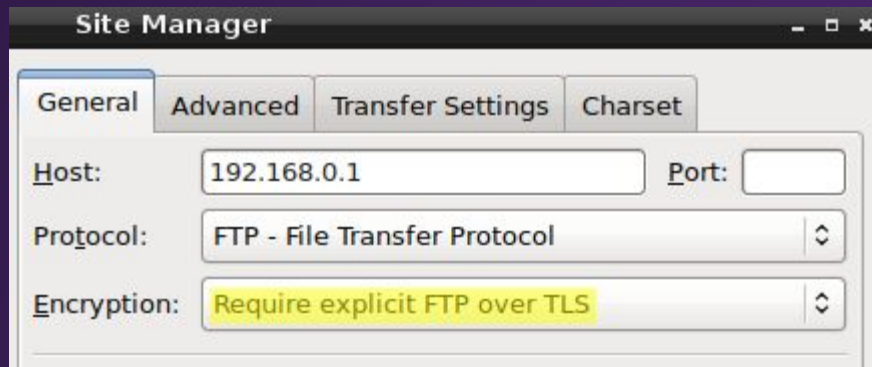 Site Manager
General Advanced Transfer Settings Charset
Host: 192.168.0.1 Port:
Protocol: FTP - File Transfer Protocol
Encryption: Require explicit FTP over TLS